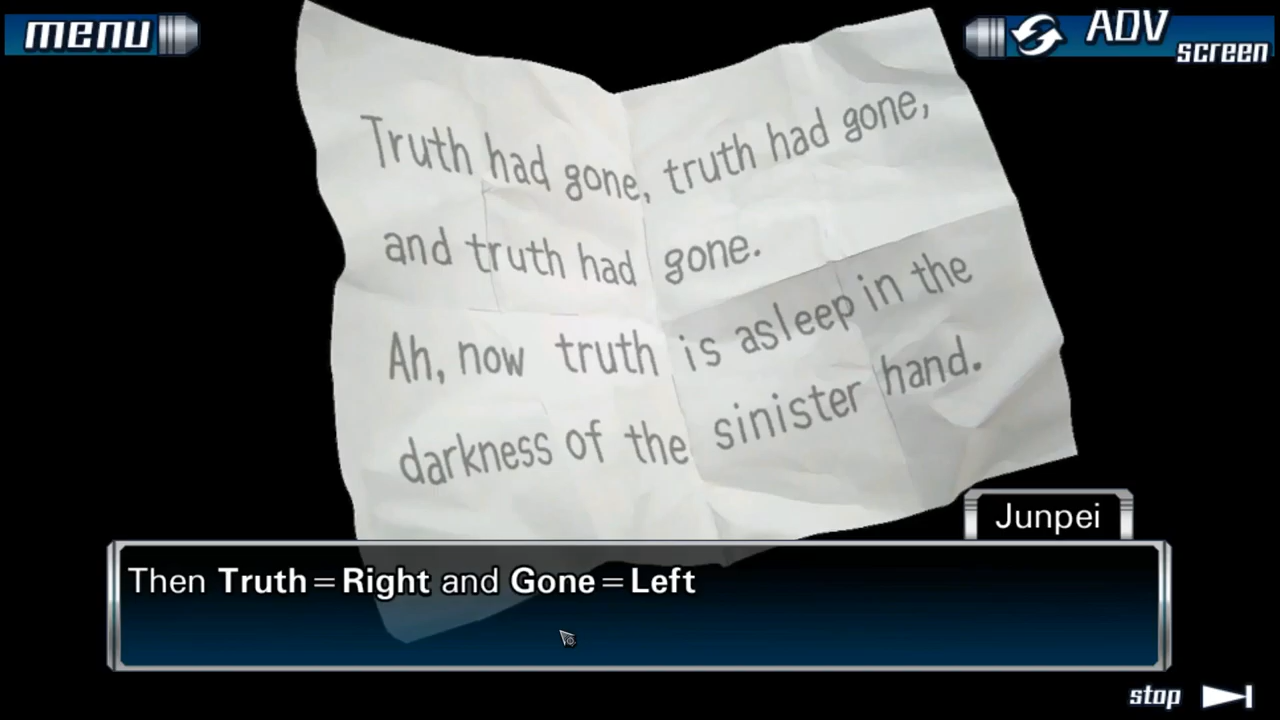 menu
ADV
screen
Truth had gone, truth had gone,
and truth had gone.
Ah, now truth is asleep in the
darkness of the sinister hand.
Junpei
Then Truth=Right and Gone=Left
stop